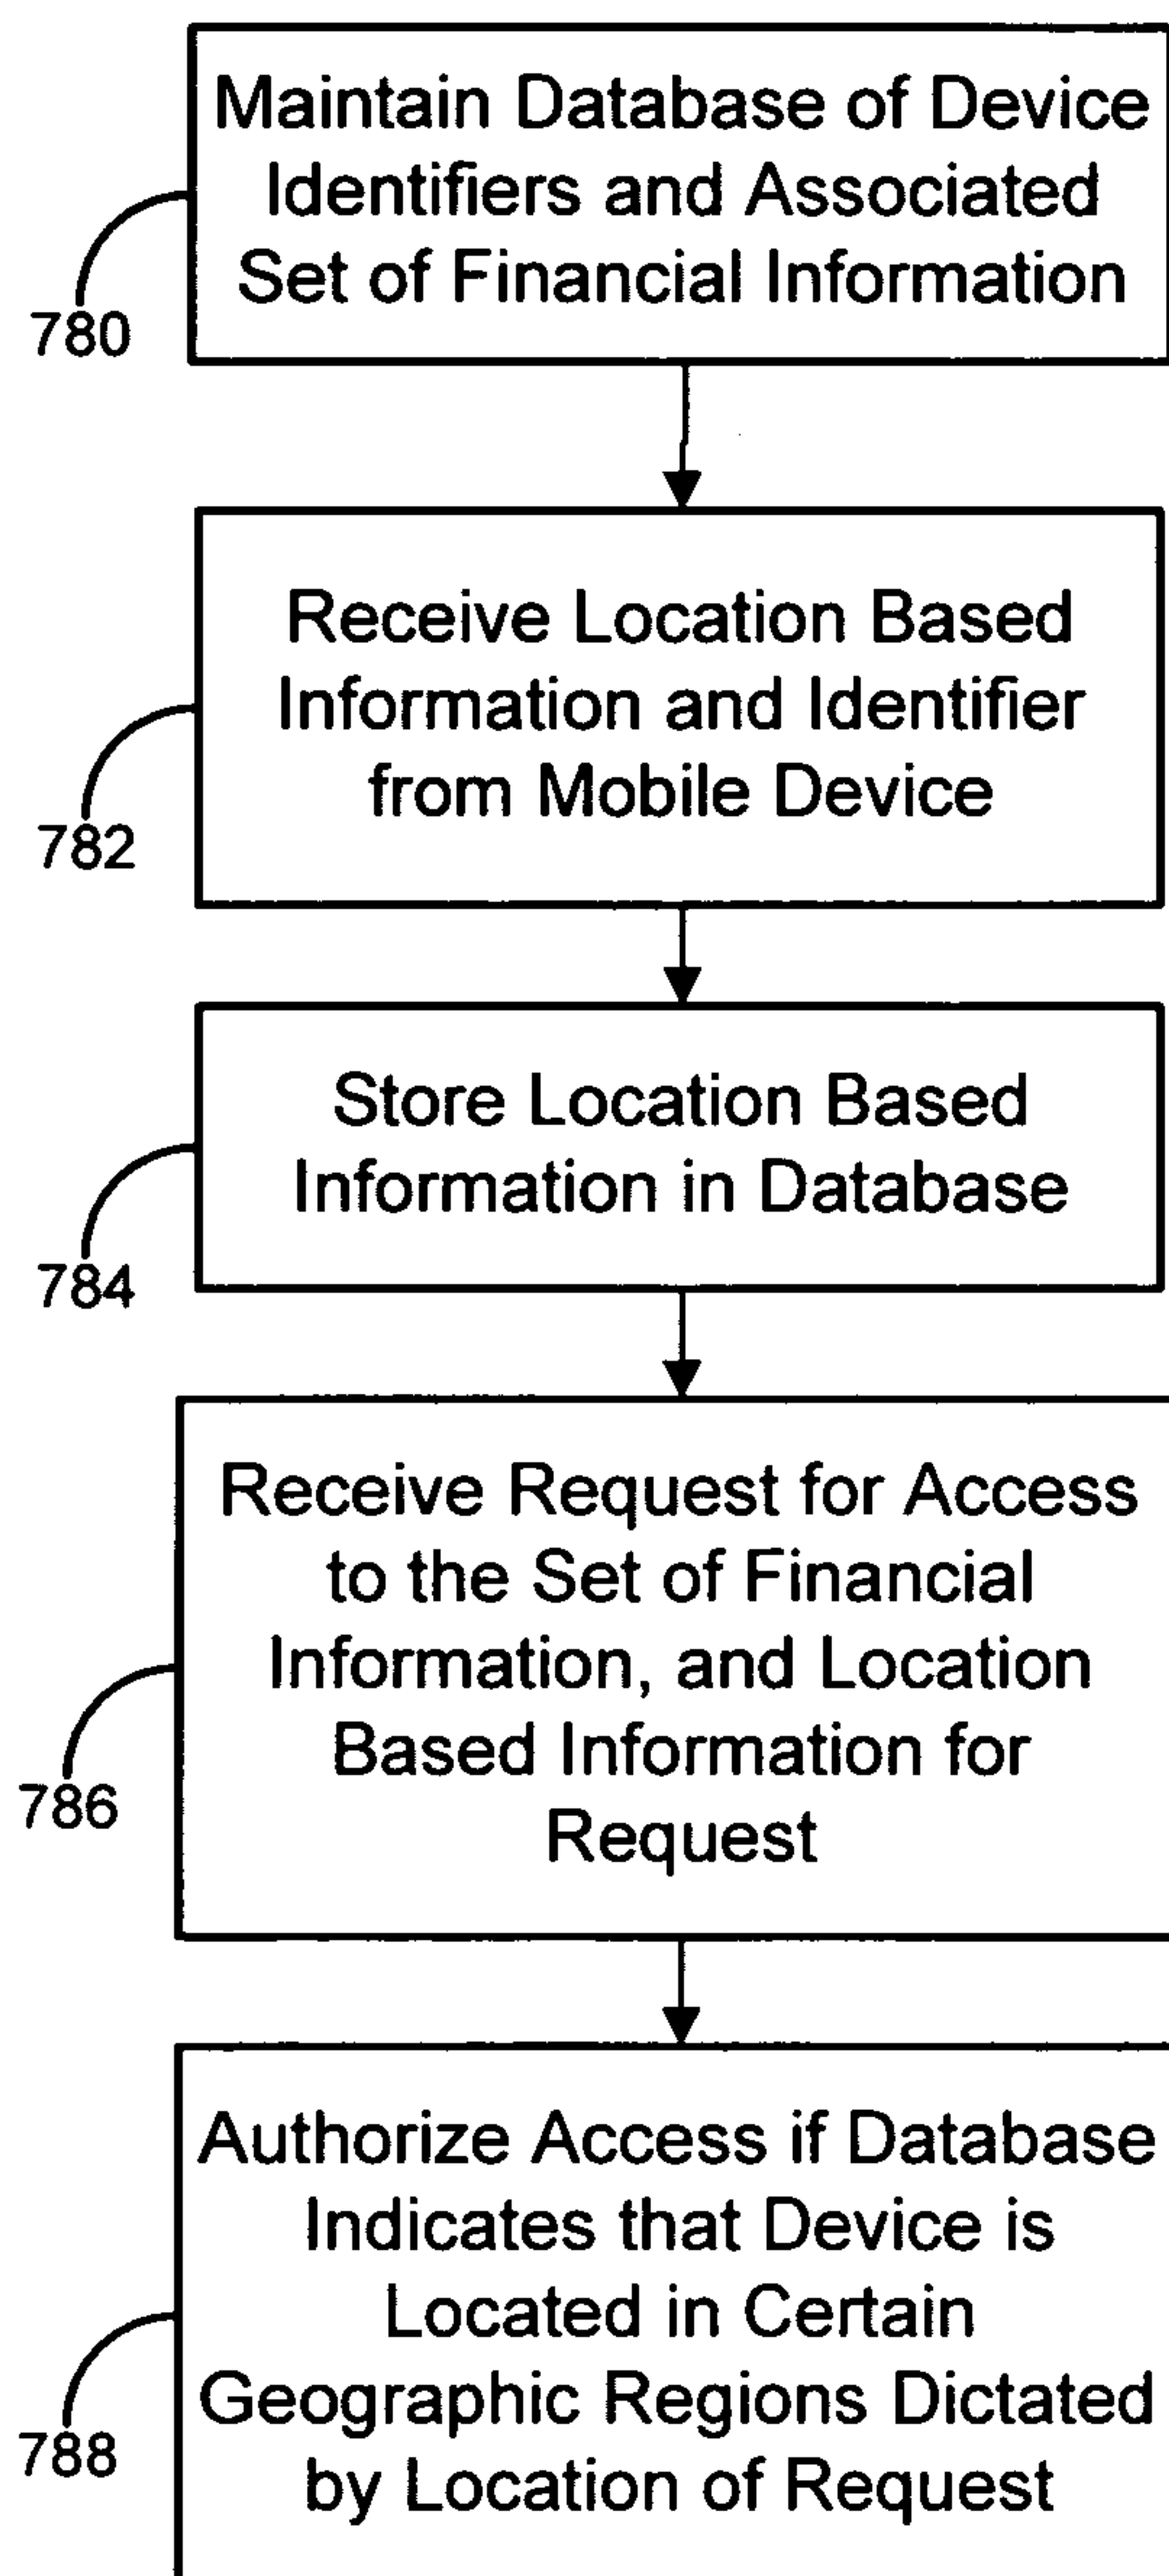 Maintain Database of Device
Identifiers and Associated
Set of Financial Information
780
Receive Location Based
Information and Identifier
from Mobile Device
782
Store Location Based
Information in Database
784
Receive Request for Access
to the Set of Financial
Information, and Location
Based Information for
Request
786
Authorize Access if Database
Indicates that Device is
Located in Certain
Geographic Regions Dictated
by Location of Request
788